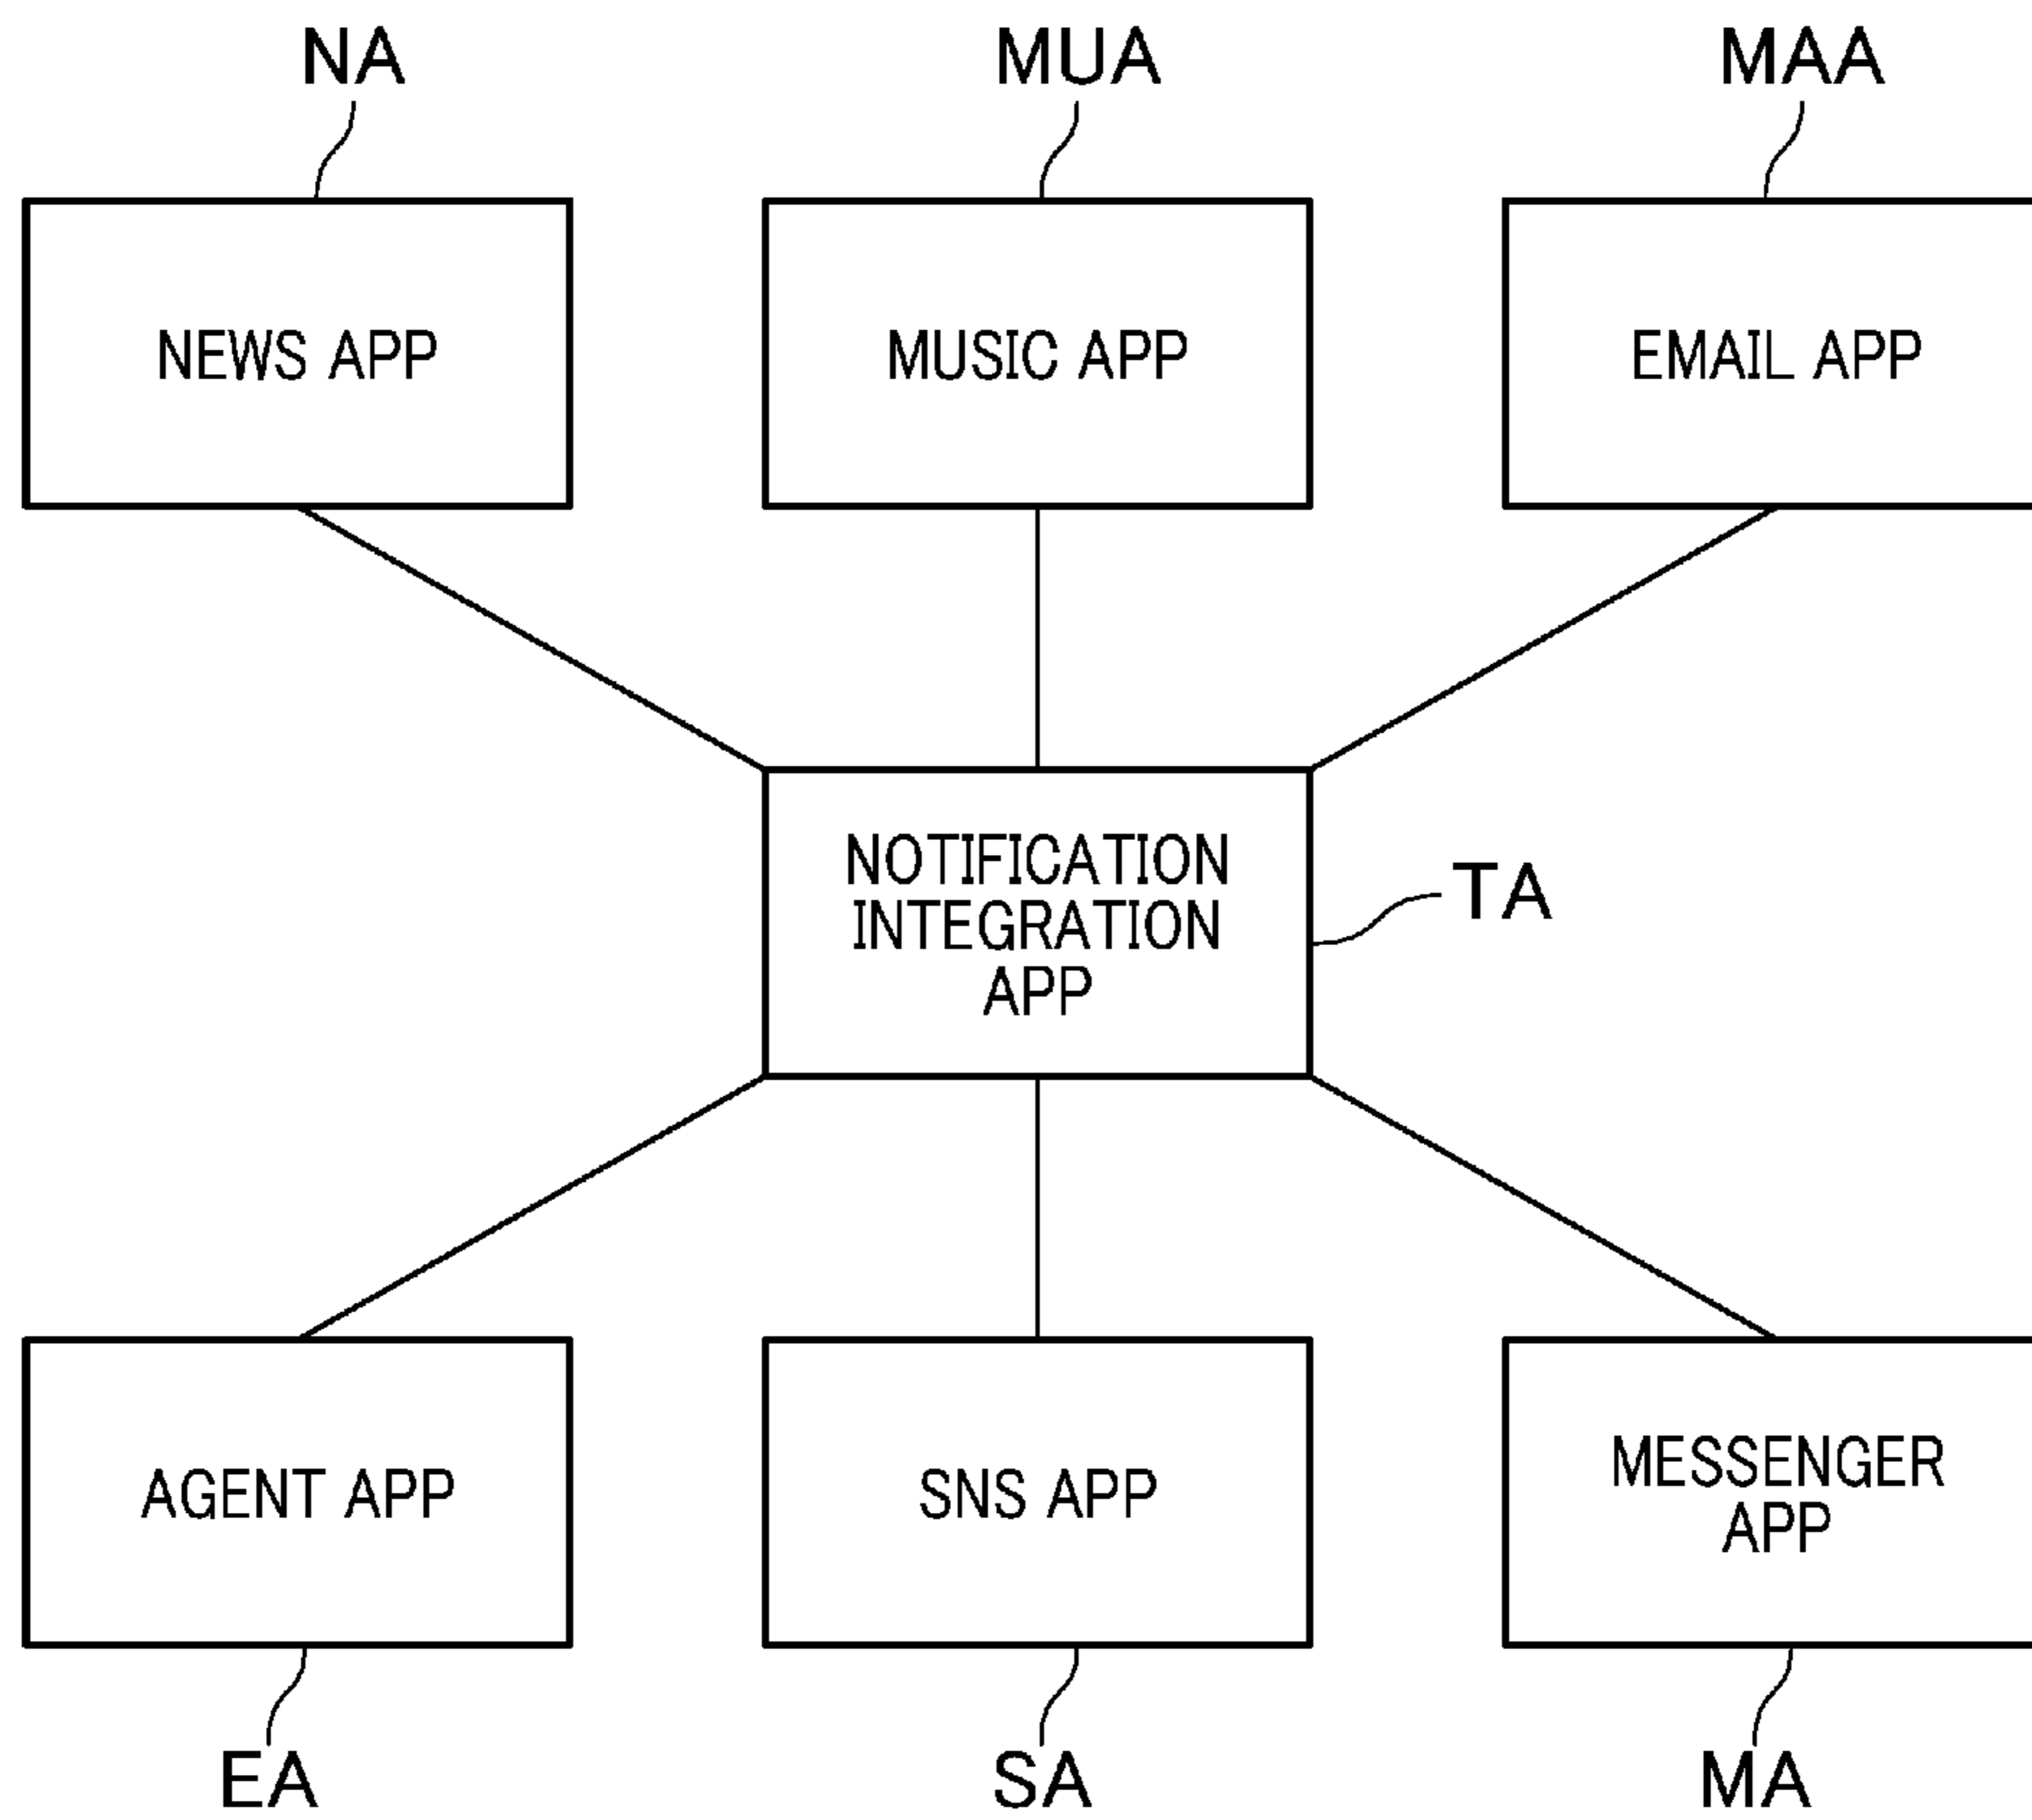 NA
MUA
MAA
NEWS APP
MUSIC APP
EMAIL APP
NOTIFICATION
INTEGRATION
APP
TA
AGENT APP
SNS APP
MESSENGER
APP
EA
SA
MA